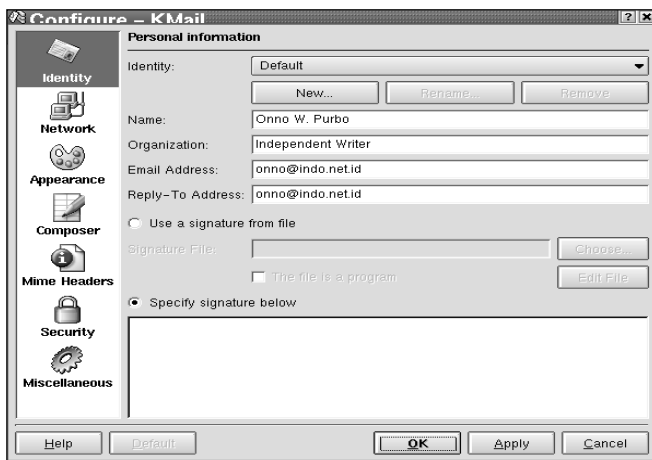 Configure – KMail
Identity
Network
Appearance
Composer
Mime Headers
Security
Miscellaneous
Personal information
Identity: Default
New... Rename... Remove
Name: Onno W. Purbo
Organization: Independent Writer
Email Address: onno@indo.net.id
Reply-To Address: onno@indo.net.id
Use a signature from file
Signature File: Choose...
The file is a program Edit File
Specify signature below
Help Default OK Apply Cancel